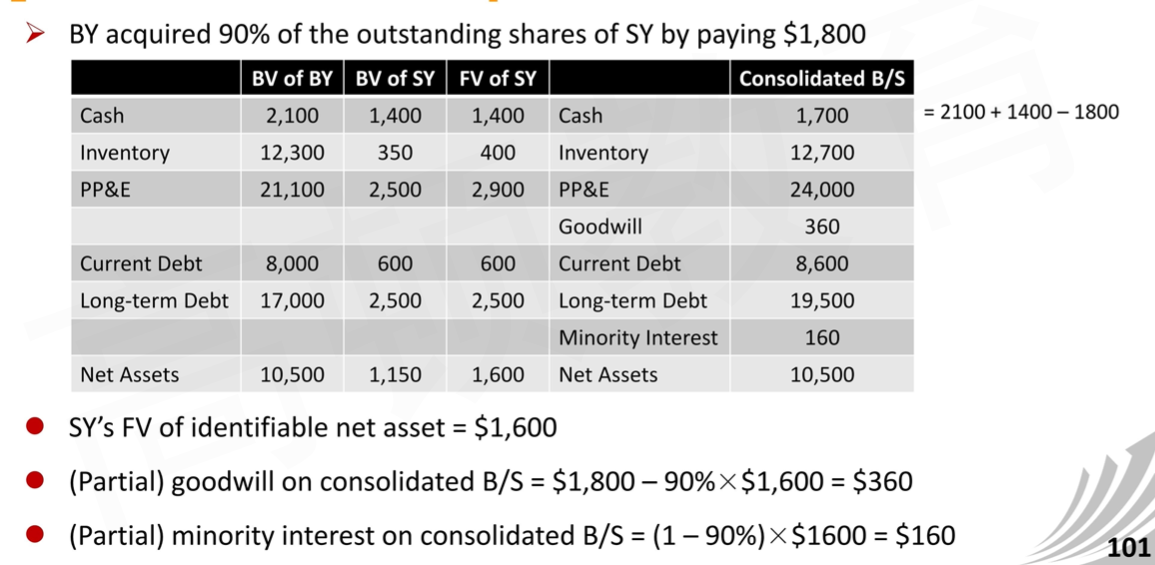 BY acquired 90% of the outstanding shares of SY by paying $1,800
BV of BY BV of SY FV of SY Consolidated B/S
Cash 2,100 1,400 1,400 Cash 1,700 = 2100 + 1400 – 1800
Inventory 12,300 350 400 Inventory 12,700
PP&E 21,100 2,500 2,900 PP&E 24,000
Goodwill 360
Current Debt 8,000 600 600 Current Debt 8,600
Long-term Debt 17,000 2,500 2,500 Long-term Debt 19,500
Minority Interest 160
Net Assets 10,500 1,150 1,600 Net Assets 10,500
SY’s FV of identifiable net asset = $1,600
(Partial) goodwill on consolidated B/S = $1,800 – 90%×$1,600 = $360
(Partial) minority interest on consolidated B/S = (1 – 90%)×$1600 = $160
101